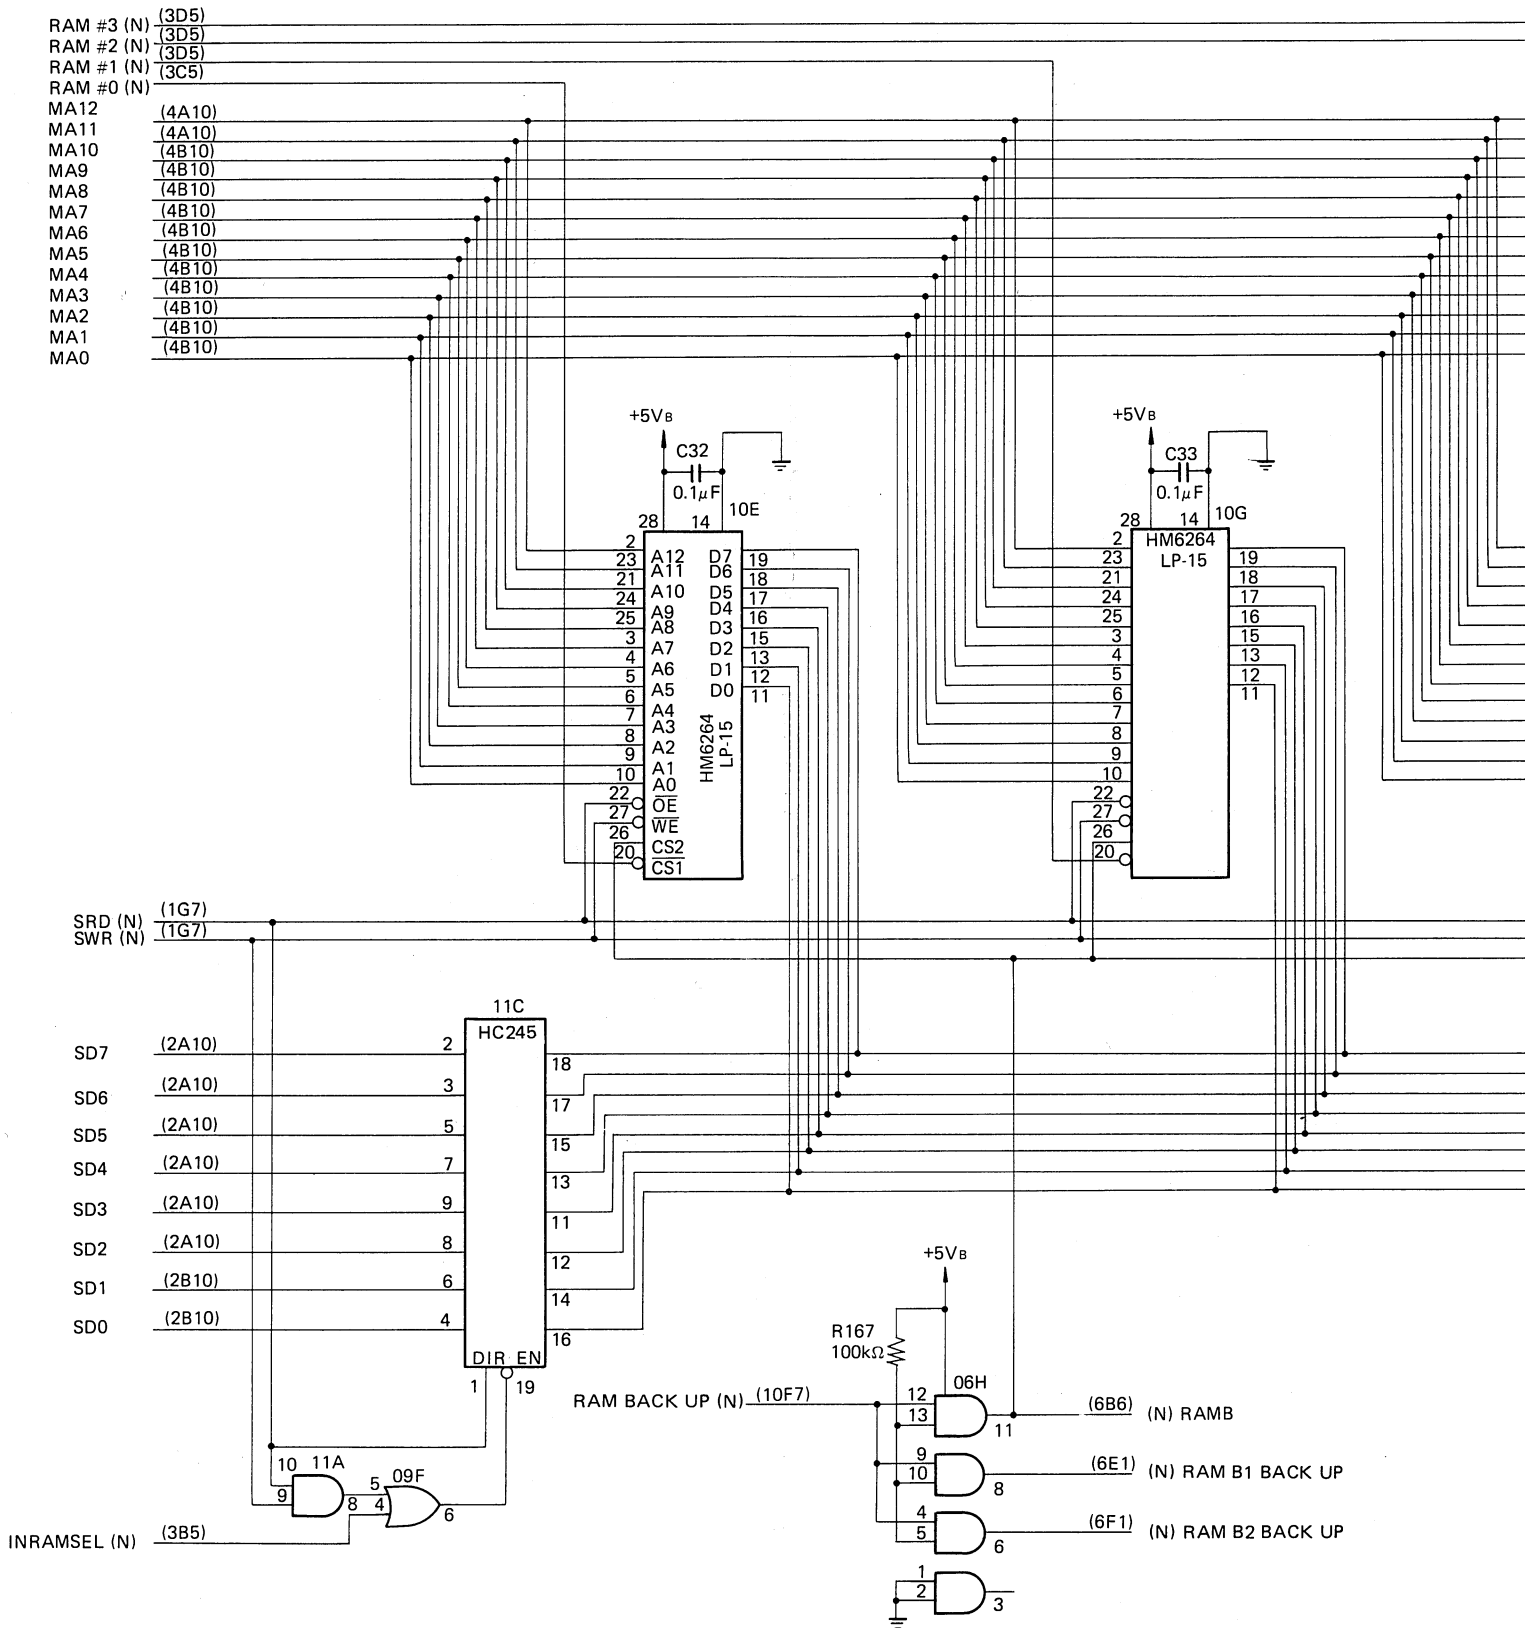 RAM #3 (N) (3D5)
RAM #2 (N) (3D5)
RAM #1 (N) (3D5)
RAM #0 (N) (3C5)
MA12 (4A10)
MA11 (4A10)
MA10 (4B10)
MA9 (4B10)
MA8 (4B10)
MA7 (4B10)
MA6 (4B10)
MA5 (4B10)
MA4 (4B10)
MA3 (4B10)
MA2 (4B10)
MA1 (4B10)
MA0 (4B10)
+5VB
C32
0.1μF
28 14 10E
2 A12 D7 19
23 A11 D6 18
21 A10 D5 17
24 A9 D4 16
25 A8 D3 15
3 A7 D2 13
4 A6 D1 12
5 A5 D0 11
6 A4
7 A3
8 A2
9 A1
10 A0
22 OE
27 WE
26 CS2
20 CS1
HM6264
LP-15
+5VB
C33
0.1μF
28 14 10G
HM6264
LP-15
2 19
23 18
21 17
24 16
25 15
3 13
4 12
5 11
6
7
8
9
10
22
27
26
20
SRD (N) (1G7)
SWR (N) (1G7)
11C
HC245
SD7 (2A10) 2 18
SD6 (2A10) 3 17
SD5 (2A10) 5 15
SD4 (2A10) 7 13
SD3 (2A10) 9 11
SD2 (2A10) 8 12
SD1 (2B10) 6 14
SD0 (2B10) 4 16
DIR EN
1 19
10 11A
9 8
5 09F
4 6
INRAMSEL (N) (3B5)
+5VB
R167
100kΩ
06H
RAM BACK UP (N) (10F7) 12
13 11 (6B6) (N) RAMB
9
10 8 (6E1) (N) RAM B1 BACK UP
4
5 6 (6F1) (N) RAM B2 BACK UP
1
2 3